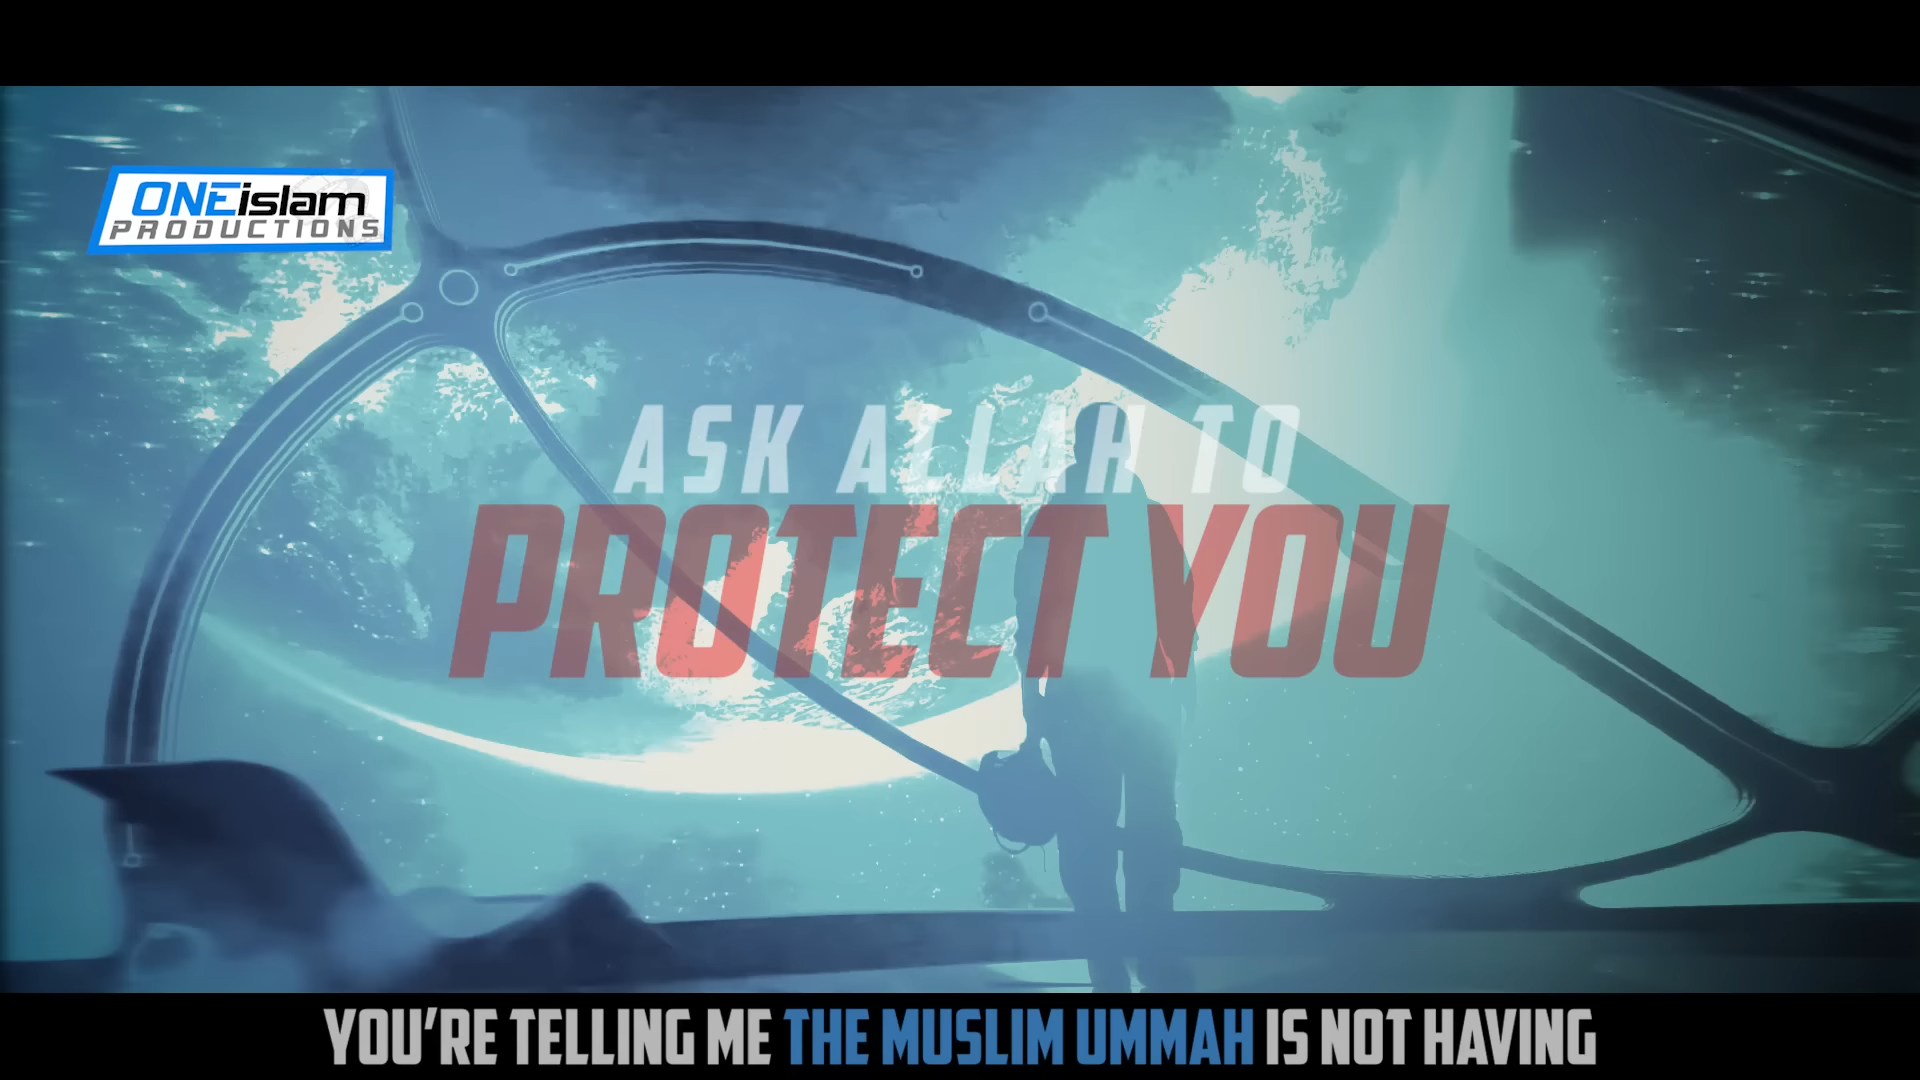 ONEislam
PRODUCTIONS
ASK ALLAH TO
PROTECT YOU
YOU'RE TELLING ME THE MUSLIM UMMAH IS NOT HAVING